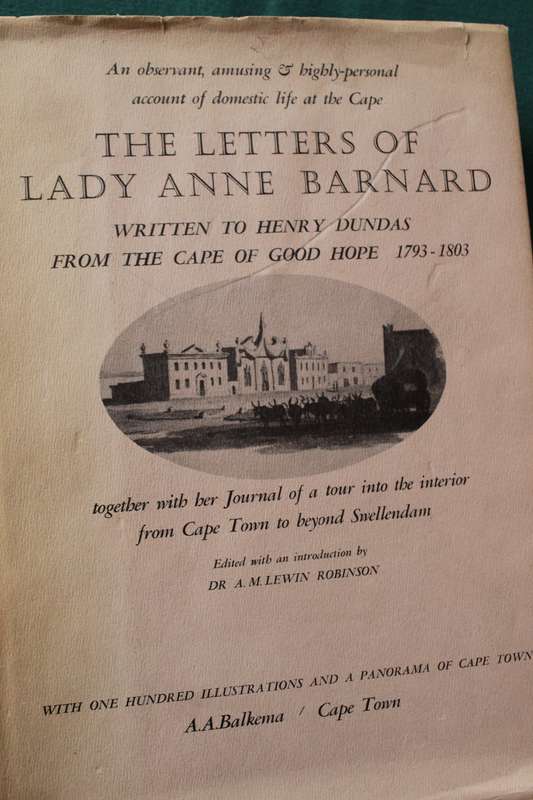 An observant, amusing & highly-personal
account of domestic life at the Cape
THE LETTERS OF
LADY ANNE BARNARD
WRITTEN TO HENRY DUNDAS
FROM THE CAPE OF GOOD HOPE 1793-1803
together with her Journal of a tour into the interior
from Cape Town to beyond Swellendam
Edited with an introduction by
DR A. M. LEWIN ROBINSON
WITH ONE HUNDRED ILLUSTRATIONS AND A PANORAMA OF CAPE TOWN
A.A.Balkema / Cape Town